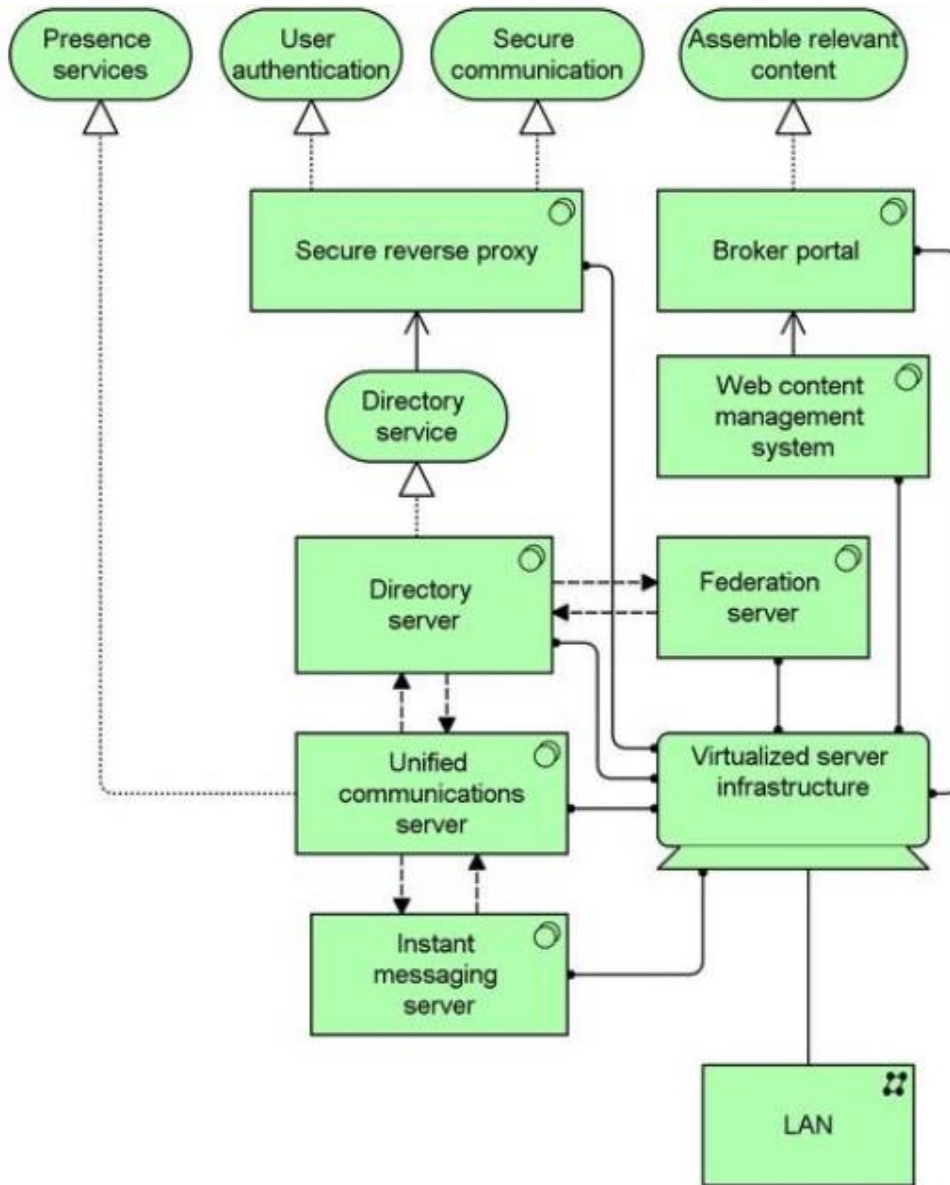 Presence
services
User
authentication
Secure
communication
Assemble relevant
content
Secure reverse proxy
Broker portal
Directory
service
Web content
management
system
Directory
server
Federation
server
Unified
communications
server
Virtualized server
infrastructure
Instant
messaging
server
LAN